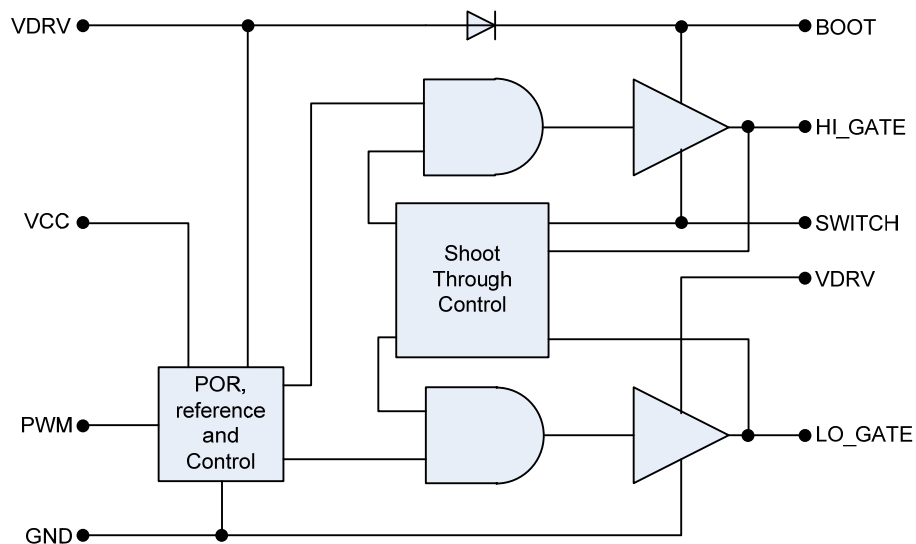 VDRV
BOOT
HI_GATE
VCC
SWITCH
Shoot
Through
Control
VDRV
POR,
reference
and
Control
PWM
LO_GATE
GND